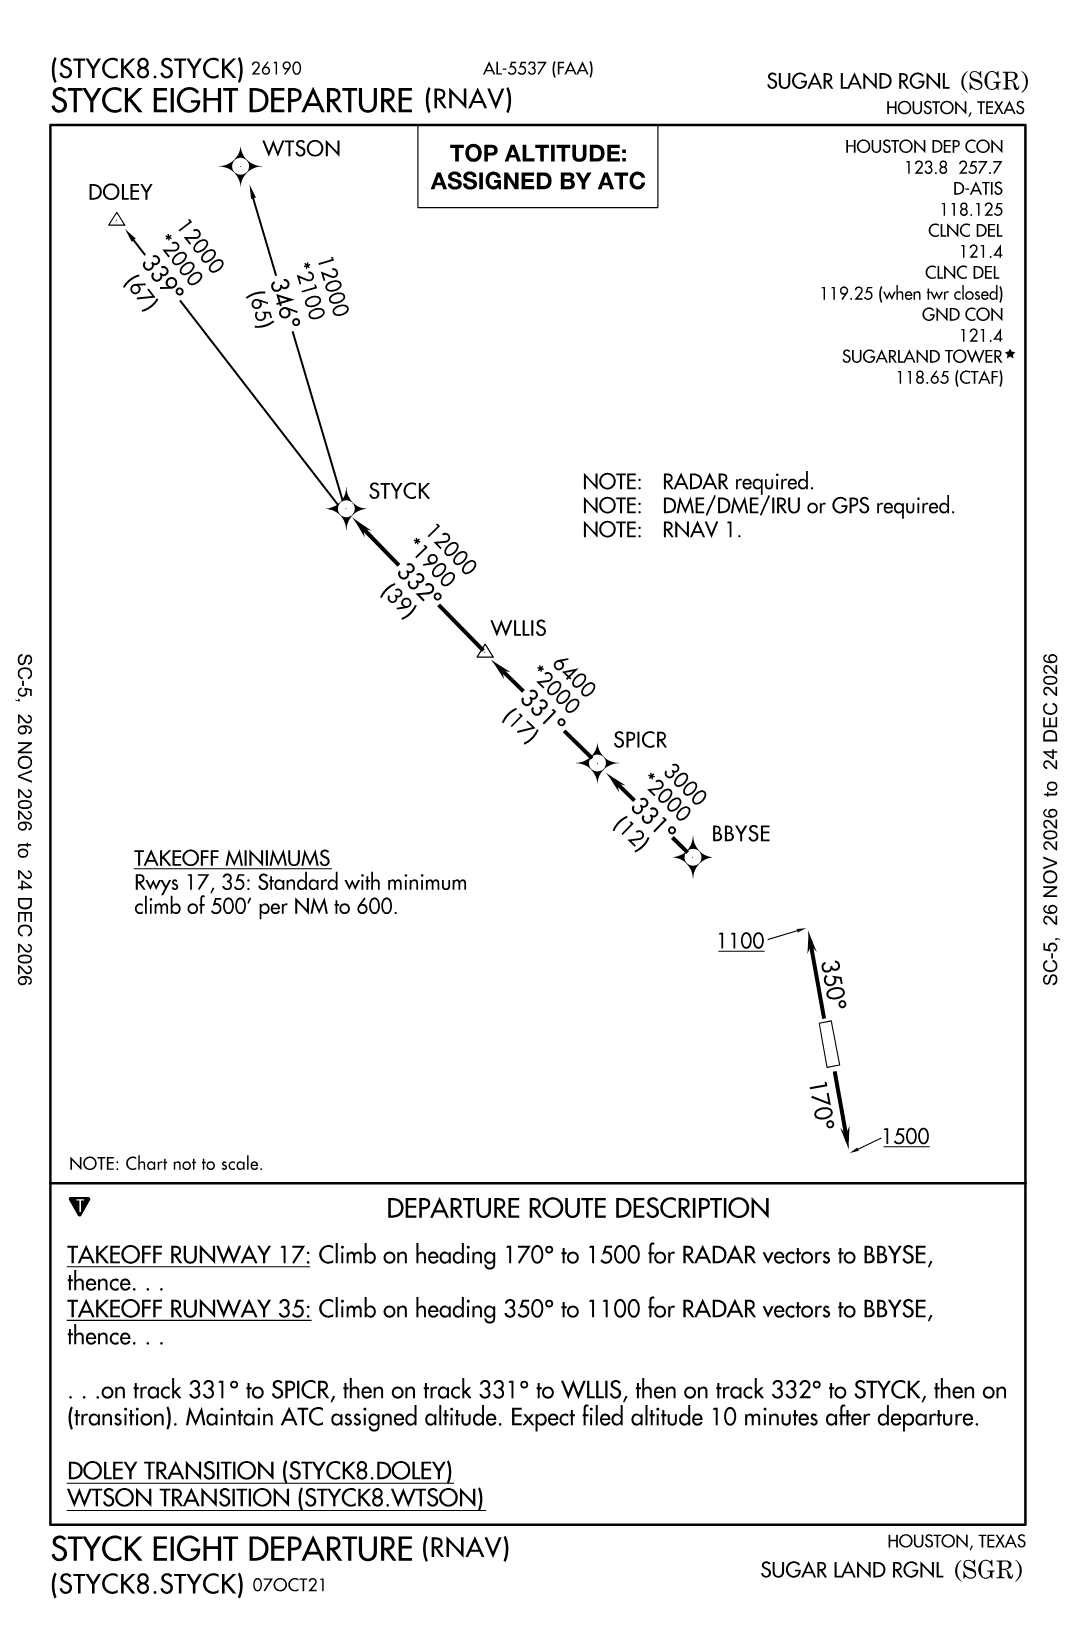 (STYCK8.STYCK) 26190
AL-5537 (FAA)
SUGAR LAND RGNL (SGR)
STYCK EIGHT DEPARTURE (RNAV)
HOUSTON, TEXAS
TOP ALTITUDE:
ASSIGNED BY ATC
HOUSTON DEP CON
123.8 257.7
D-ATIS
118.125
CLNC DEL
121.4
CLNC DEL
119.25 (when twr closed)
GND CON
121.4
SUGARLAND TOWER★
118.65 (CTAF)
WTSON
DOLEY
12000
*2000
339°
(67)
12000
*2100
346°
(65)
STYCK
NOTE: RADAR required.
NOTE: DME/DME/IRU or GPS required.
NOTE: RNAV 1.
12000
*1900
332°
(39)
WLLIS
6400
*2000
331°
(17)
SPICR
3000
*2000
331°
(12)
BBYSE
TAKEOFF MINIMUMS
Rwys 17, 35: Standard with minimum
climb of 500' per NM to 600.
1100
350°
170°
1500
NOTE: Chart not to scale.
SC-5, 26 NOV 2026 to 24 DEC 2026
SC-5, 26 NOV 2026 to 24 DEC 2026
T
DEPARTURE ROUTE DESCRIPTION
TAKEOFF RUNWAY 17: Climb on heading 170° to 1500 for RADAR vectors to BBYSE,
thence. . .
TAKEOFF RUNWAY 35: Climb on heading 350° to 1100 for RADAR vectors to BBYSE,
thence. . .
. . .on track 331° to SPICR, then on track 331° to WLLIS, then on track 332° to STYCK, then on
(transition). Maintain ATC assigned altitude. Expect filed altitude 10 minutes after departure.
DOLEY TRANSITION (STYCK8.DOLEY)
WTSON TRANSITION (STYCK8.WTSON)
STYCK EIGHT DEPARTURE (RNAV)
HOUSTON, TEXAS
(STYCK8.STYCK) 07OCT21
SUGAR LAND RGNL (SGR)